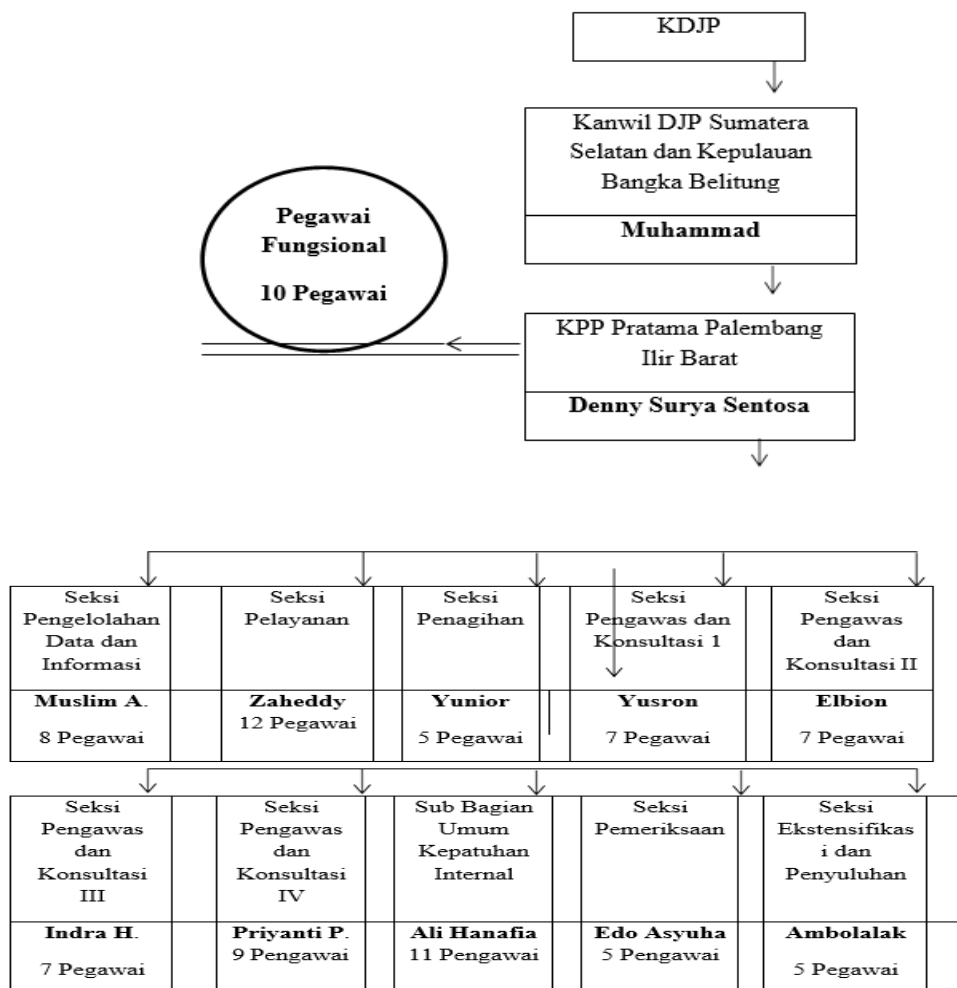 KDJP
Kanwil DJP Sumatera
Selatan dan Kepulauan
Bangka Belitung
Muhammad
Pegawai
Fungsional
10 Pegawai
KPP Pratama Palembang
Ilir Barat
Denny Surya Sentosa
Seksi
Pengelolahan
Data dan
Informasi
Muslim A.
8 Pegawai
Seksi
Pelayanan
Zaheddy
12 Pegawai
Seksi
Penagihan
Yunior
5 Pegawai
Seksi
Pengawas dan
Konsultasi 1
Yusron
7 Pegawai
Seksi
Pengawas
dan
Konsultasi II
Elbion
7 Pegawai
Seksi
Pengawas
dan
Konsultasi
III
Indra H.
7 Pegawai
Seksi
Pengawas
dan
Konsultasi
IV
Priyanti P.
9 Pengawai
Sub Bagian
Umum
Kepatuhan
Internal
Ali Hanafia
11 Pengawai
Seksi
Pemeriksaan
Edo Asyuha
5 Pengawai
Seksi
Ekstensifikas
i dan
Penyuluhan
Ambolalak
5 Pegawai